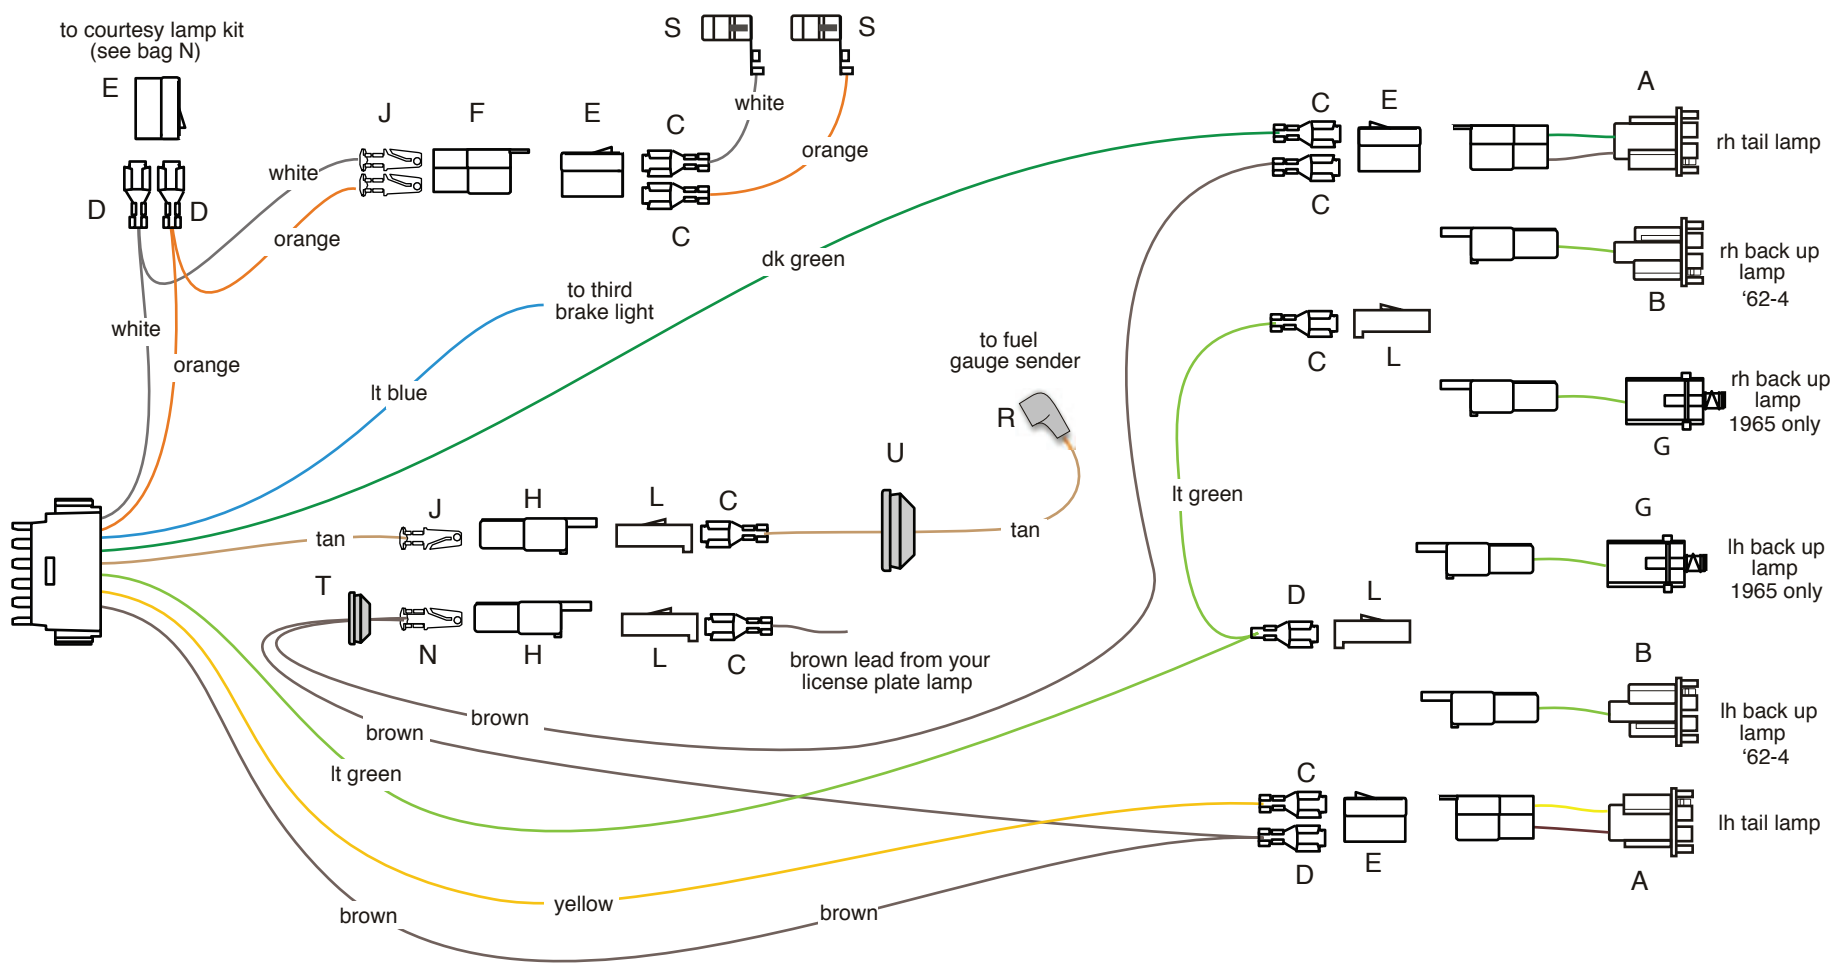 to courtesy lamp kit
(see bag N)
E
D
D
white
orange
J
F
E
C
C
S
S
white
orange
white
orange
to third
brake light
lt blue
dk green
C
C
E
A
rh tail lamp
rh back up
lamp
‘62-4
B
C
L
rh back up
lamp
1965 only
G
to fuel
gauge sender
R
U
tan
J
H
L
C
tan
lt green
G
lh back up
lamp
1965 only
T
N
H
L
C
brown lead from your
license plate lamp
D
L
B
lh back up
lamp
‘62-4
brown
brown
lt green
C
D
E
A
lh tail lamp
yellow
brown
brown